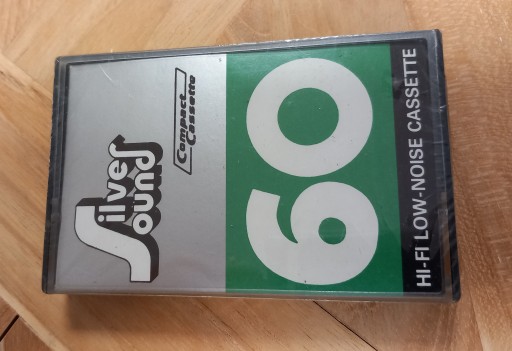 Silver
Sound
Compact
Cassette
60
HI-FI LOW-NOISE CASSETTE